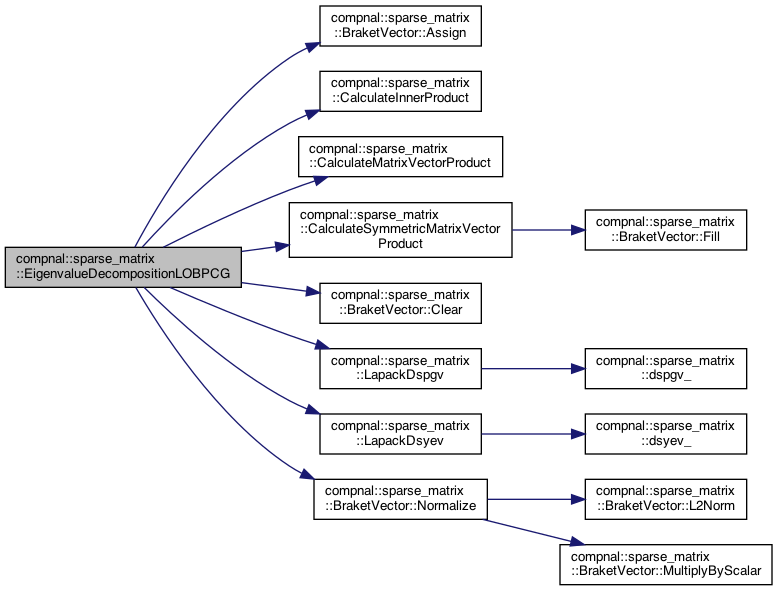 compnal::sparse_matrix
::BraketVector::Assign
compnal::sparse_matrix
::CalculateInnerProduct
compnal::sparse_matrix
::CalculateMatrixVectorProduct
compnal::sparse_matrix
::CalculateSymmetricMatrixVector
Product
compnal::sparse_matrix
::BraketVector::Fill
compnal::sparse_matrix
::EigenvalueDecompositionLOBPCG
compnal::sparse_matrix
::BraketVector::Clear
compnal::sparse_matrix
::LapackDspgv
compnal::sparse_matrix
::dspgv_
compnal::sparse_matrix
::LapackDsyev
compnal::sparse_matrix
::dsyev_
compnal::sparse_matrix
::BraketVector::Normalize
compnal::sparse_matrix
::BraketVector::L2Norm
compnal::sparse_matrix
::BraketVector::MultiplyByScalar